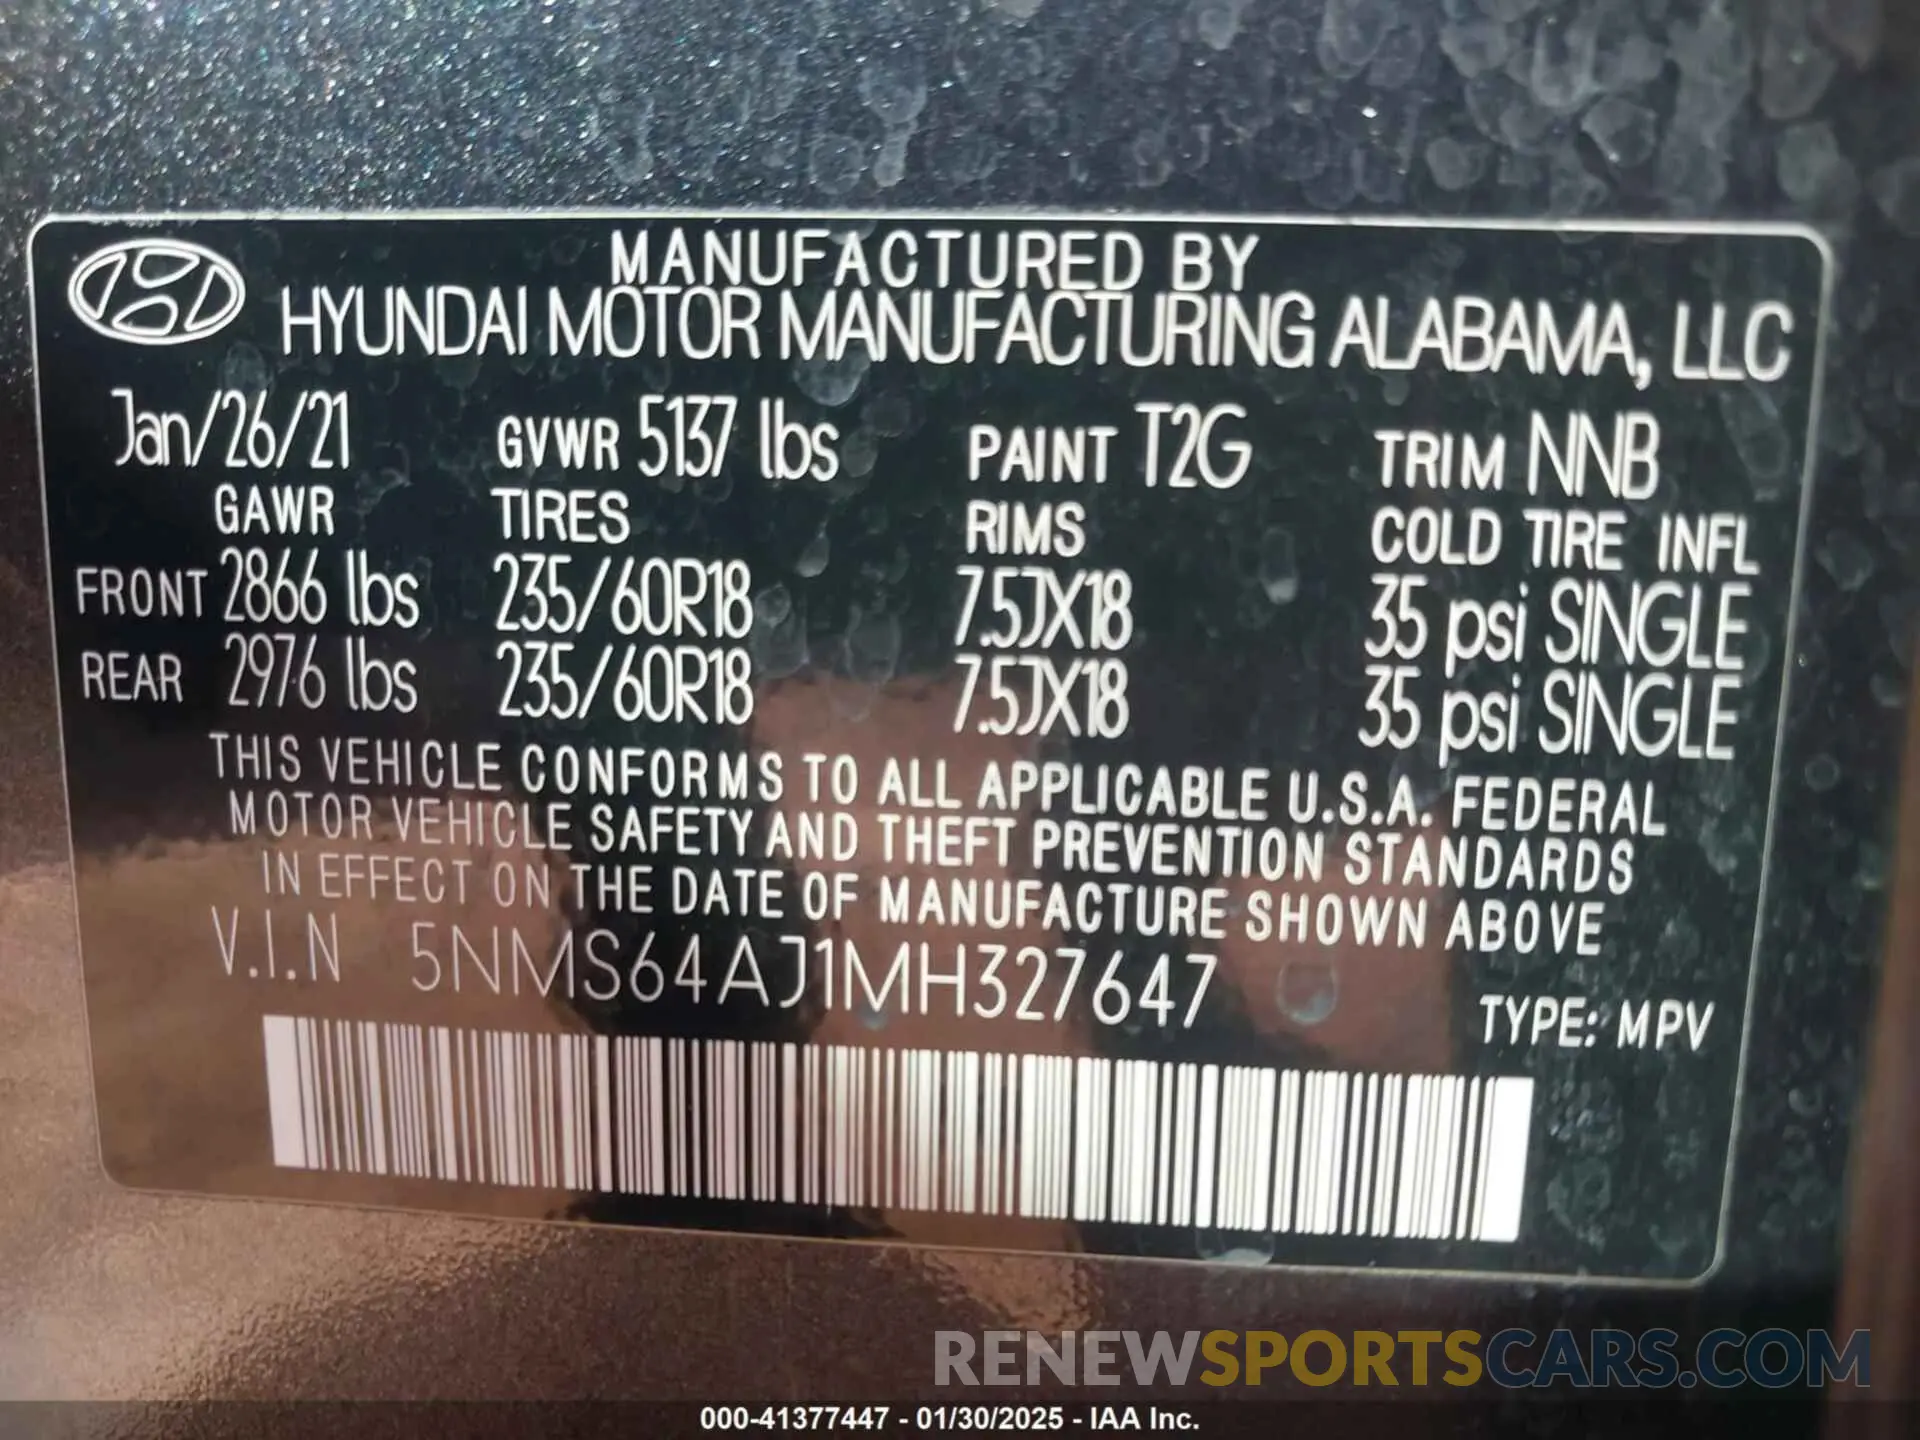 MANUFACTURED BY
HYUNDAI MOTOR MANUFACTURING ALABAMA, LLC
Jan/26/21 GVWR 5137 lbs PAINT T2G TRIM NNB
GAWR TIRES RIMS COLD TIRE INFL
FRONT 2866 lbs 235/60R18 7.5JX18 35 psi SINGLE
REAR 2976 lbs 235/60R18 7.5JX18 35 psi SINGLE
THIS VEHICLE CONFORMS TO ALL APPLICABLE U.S.A. FEDERAL
MOTOR VEHICLE SAFETY AND THEFT PREVENTION STANDARDS
IN EFFECT ON THE DATE OF MANUFACTURE SHOWN ABOVE
V.I.N 5NMS64AJ1MH327647
TYPE: MPV
RENEWSPORTSCARS.COM
000-41377447 - 01/30/2025 - IAA Inc.